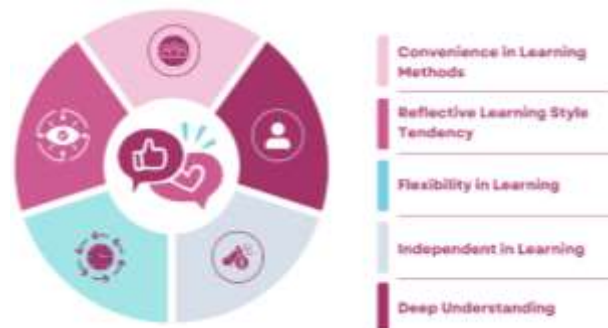 Convenience in Learning
Methods
Reflective Learning Style
Tendency
Flexibility in Learning
Independent in Learning
Deep Understanding